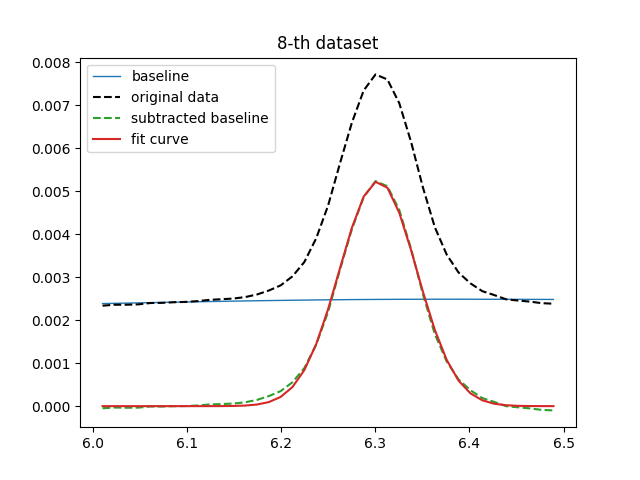 8-th dataset
baseline
original data
subtracted baseline
fit curve
0.008
0.007
0.006
0.005
0.004
0.003
0.002
0.001
0.000
6.0 6.1 6.2 6.3 6.4 6.5